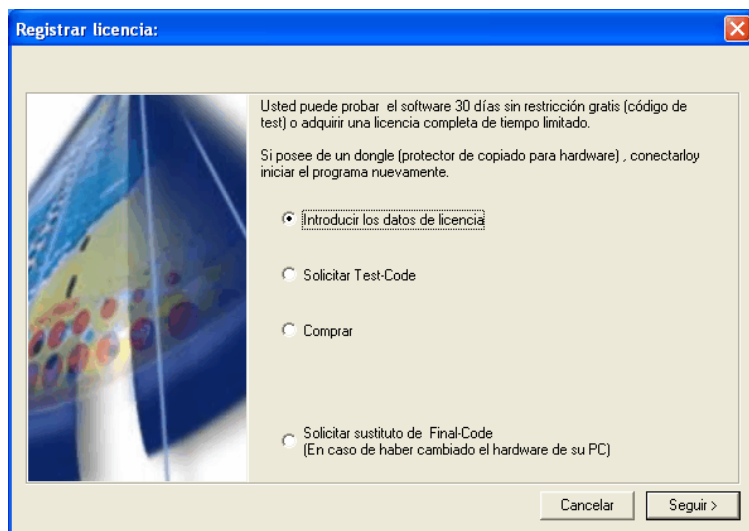 Registrar licencia:
Usted puede probar el software 30 días sin restricción gratis (código de
test) o adquirir una licencia completa de tiempo limitado.
Si posee de un dongle (protector de copiado para hardware) , conectarloy
iniciar el programa nuevamente.
Introducir los datos de licencia
Solicitar Test-Code
Comprar
Solicitar sustituto de Final-Code
(En caso de haber cambiado el hardware de su PC)
Cancelar
Seguir >